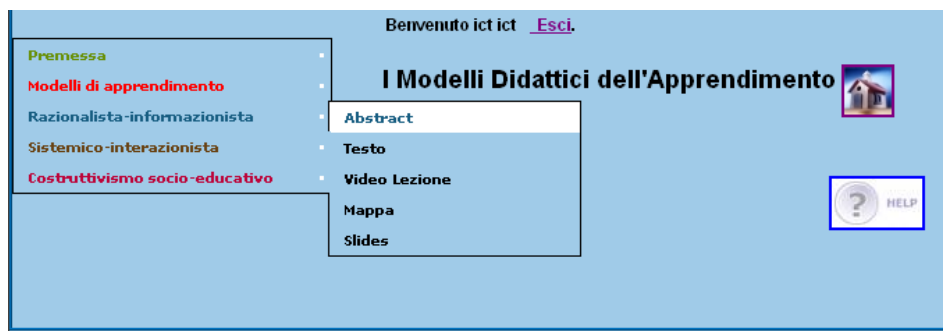 Benvenuto ict ict Esci.
Premessa
Modelli di apprendimento
Razionalista-informazionista
Sistemico-interazionista
Costruttivismo socio-educativo
I Modelli Didattici dell'Apprendimento
Abstract
Testo
Video Lezione
Mappa
Slides
? HELP